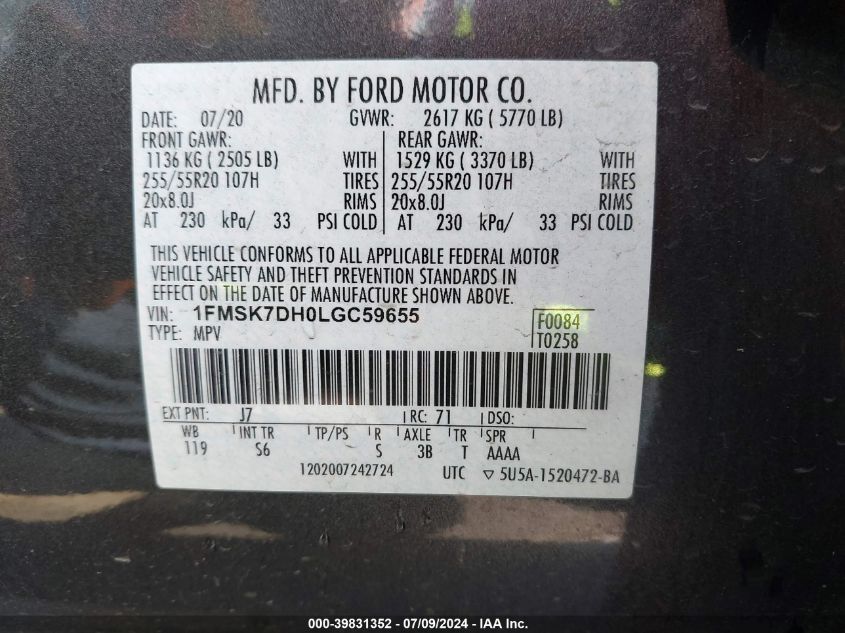 MFD. BY FORD MOTOR CO.
DATE: 07/20 GVWR: 2617 KG ( 5770 LB)
FRONT GAWR: REAR GAWR:
1136 KG ( 2505 LB) WITH 1529 KG ( 3370 LB) WITH
255/55R20 107H TIRES 255/55R20 107H TIRES
20x8.0J RIMS 20x8.0J RIMS
AT 230 kPa/ 33 PSI COLD AT 230 kPa/ 33 PSI COLD
THIS VEHICLE CONFORMS TO ALL APPLICABLE FEDERAL MOTOR
VEHICLE SAFETY AND THEFT PREVENTION STANDARDS IN
EFFECT ON THE DATE OF MANUFACTURE SHOWN ABOVE.
VIN: 1FMSK7DH0LGC59655 F0084
TYPE: MPV T0258
EXT PNT: J7 RC: 71 DSO:
WB INT TR TP/PS R AXLE TR SPR
119 S6 S 3B T AAAA
1202007242724 UTC ▽ 5U5A-1520472-BA
000-39831352 / 07/09/2024 - IAA Inc.